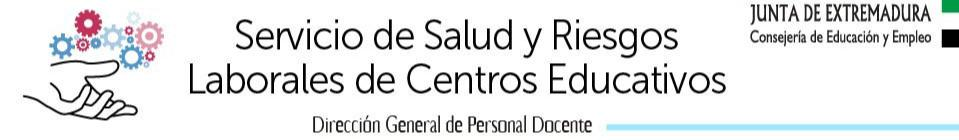 Servicio de Salud y Riesgos
Laborales de Centros Educativos
Dirección General de Personal Docente
JUNTA DE EXTREMADURA
Consejería de Educación y Empleo